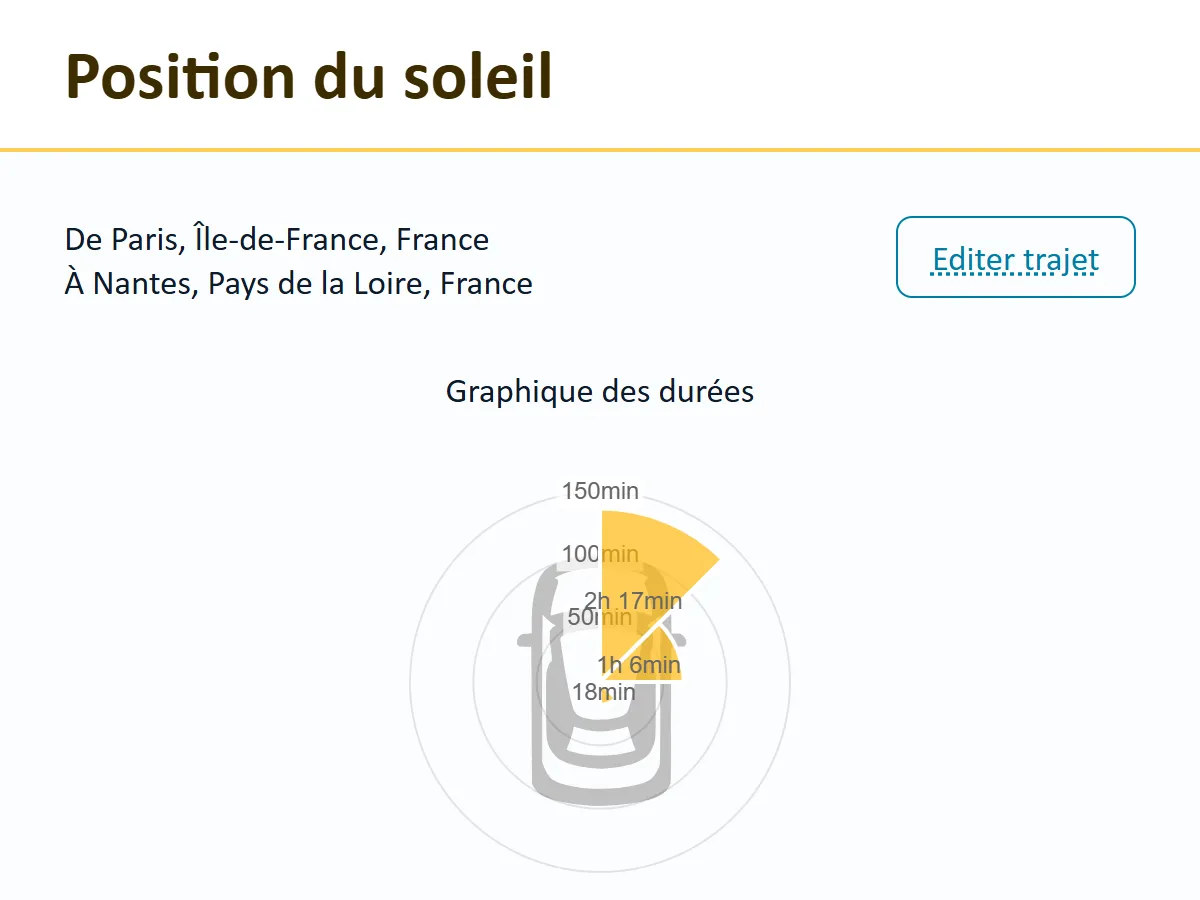 Position du soleil
De Paris, Île-de-France, France
À Nantes, Pays de la Loire, France
Editer trajet
Graphique des durées
150min
100min
2h 17min
50min
1h 6min
18min